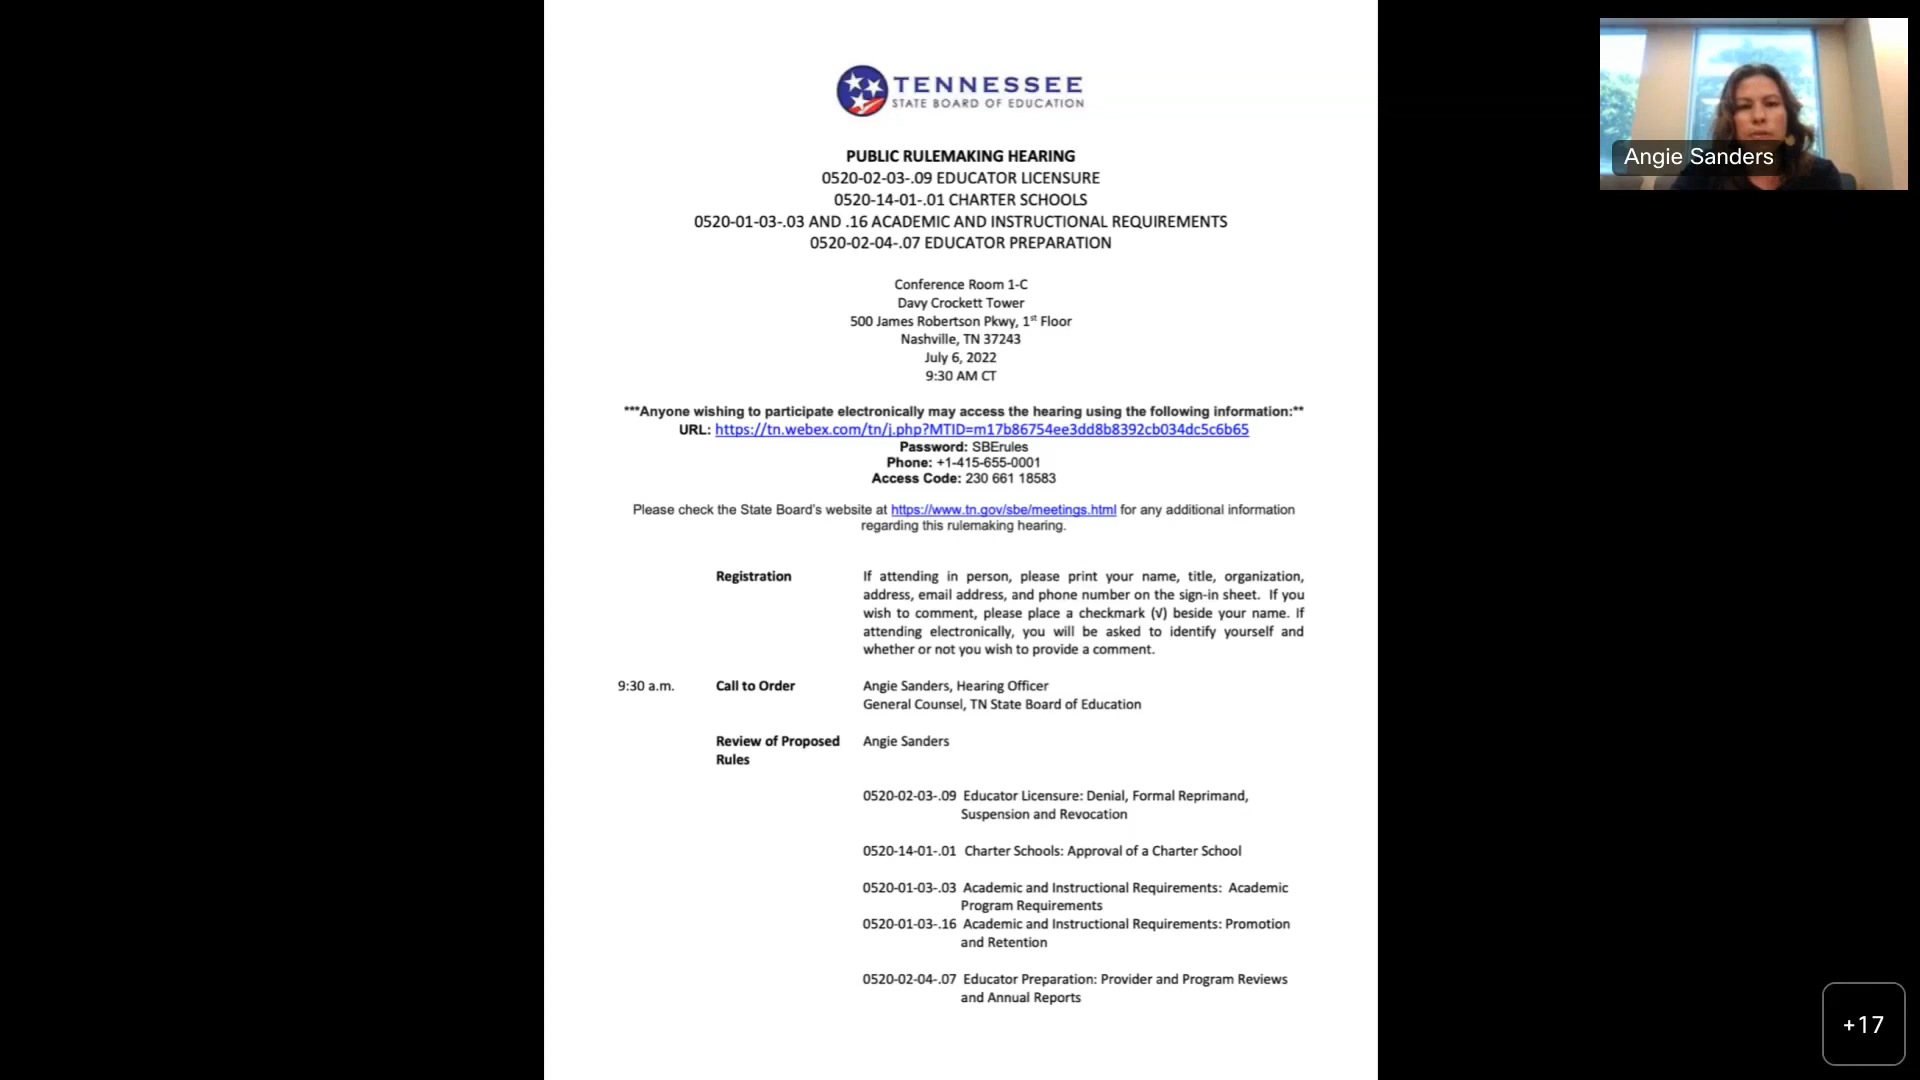 TENNESSEE
STATE BOARD OF EDUCATION
PUBLIC RULEMAKING HEARING
0520-02-03-.09 EDUCATOR LICENSURE
0520-14-01-.01 CHARTER SCHOOLS
0520-01-03-.03 AND .16 ACADEMIC AND INSTRUCTIONAL REQUIREMENTS
0520-02-04-.07 EDUCATOR PREPARATION
Conference Room 1-C
Davy Crockett Tower
500 James Robertson Pkwy, 1st Floor
Nashville, TN 37243
July 6, 2022
9:30 AM CT
***Anyone wishing to participate electronically may access the hearing using the following information:**
URL: https://tn.webex.com/tn/j.php?MTID=m17b86754ee3dd8b8392cb034dc5c6b65
Password: SBErules
Phone: +1-415-655-0001
Access Code: 230 661 18583
Please check the State Board's website at https://www.tn.gov/sbe/meetings.html for any additional information
regarding this rulemaking hearing.
Registration If attending in person, please print your name, title, organization,
address, email address, and phone number on the sign-in sheet. If you
wish to comment, please place a checkmark (√) beside your name. If
attending electronically, you will be asked to identify yourself and
whether or not you wish to provide a comment.
9:30 a.m. Call to Order Angie Sanders, Hearing Officer
General Counsel, TN State Board of Education
Review of Proposed Angie Sanders
Rules
0520-02-03-.09 Educator Licensure: Denial, Formal Reprimand,
Suspension and Revocation
0520-14-01-.01 Charter Schools: Approval of a Charter School
0520-01-03-.03 Academic and Instructional Requirements: Academic
Program Requirements
0520-01-03-.16 Academic and Instructional Requirements: Promotion
and Retention
0520-02-04-.07 Educator Preparation: Provider and Program Reviews
and Annual Reports
Angie Sanders
+17